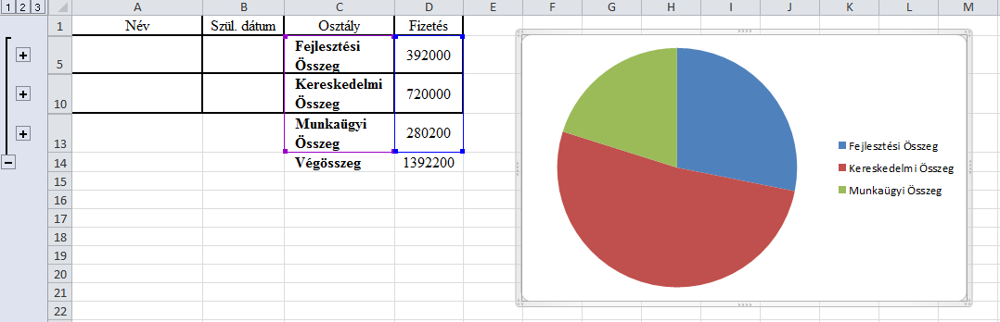 1 2 3
A B C D E F G H I J K L M
1 Név Szül. dátum Osztály Fizetés
5 Fejlesztési Összeg 392000
10 Kereskedelmi Összeg 720000
13 Munkaügyi Összeg 280200
14 Végösszeg 1392200
15
16
17
18
19
20
21
22
Fejlesztési Összeg
Kereskedelmi Összeg
Munkaügyi Összeg